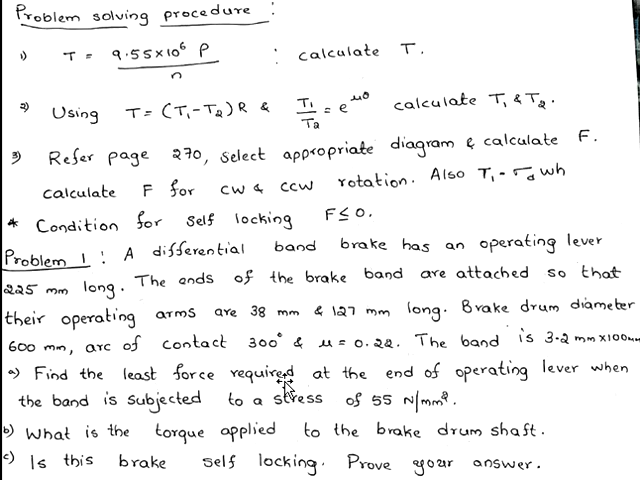 Problem solving procedure :
1) T = 9.55x10⁶ P / n : calculate T.
2) Using T = (T₁-T₂) R & T₁/T₂ = e^μθ calculate T₁ & T₂.
3) Refer page 270, select appropriate diagram & calculate F.
calculate F for cw & ccw rotation. Also T₁ - σd wh
* Condition for self locking F ≤ 0.
Problem 1 : A differential band brake has an operating lever
225 mm long. The ends of the brake band are attached so that
their operating arms are 38 mm & 127 mm long. Brake drum diameter
600 mm, arc of contact 300° & μ = 0.22. The band is 3.2 mm x 100mm
a) Find the least force required at the end of operating lever when
the band is subjected to a stress of 55 N/mm².
b) What is the torque applied to the brake drum shaft.
c) Is this brake self locking. Prove your answer.